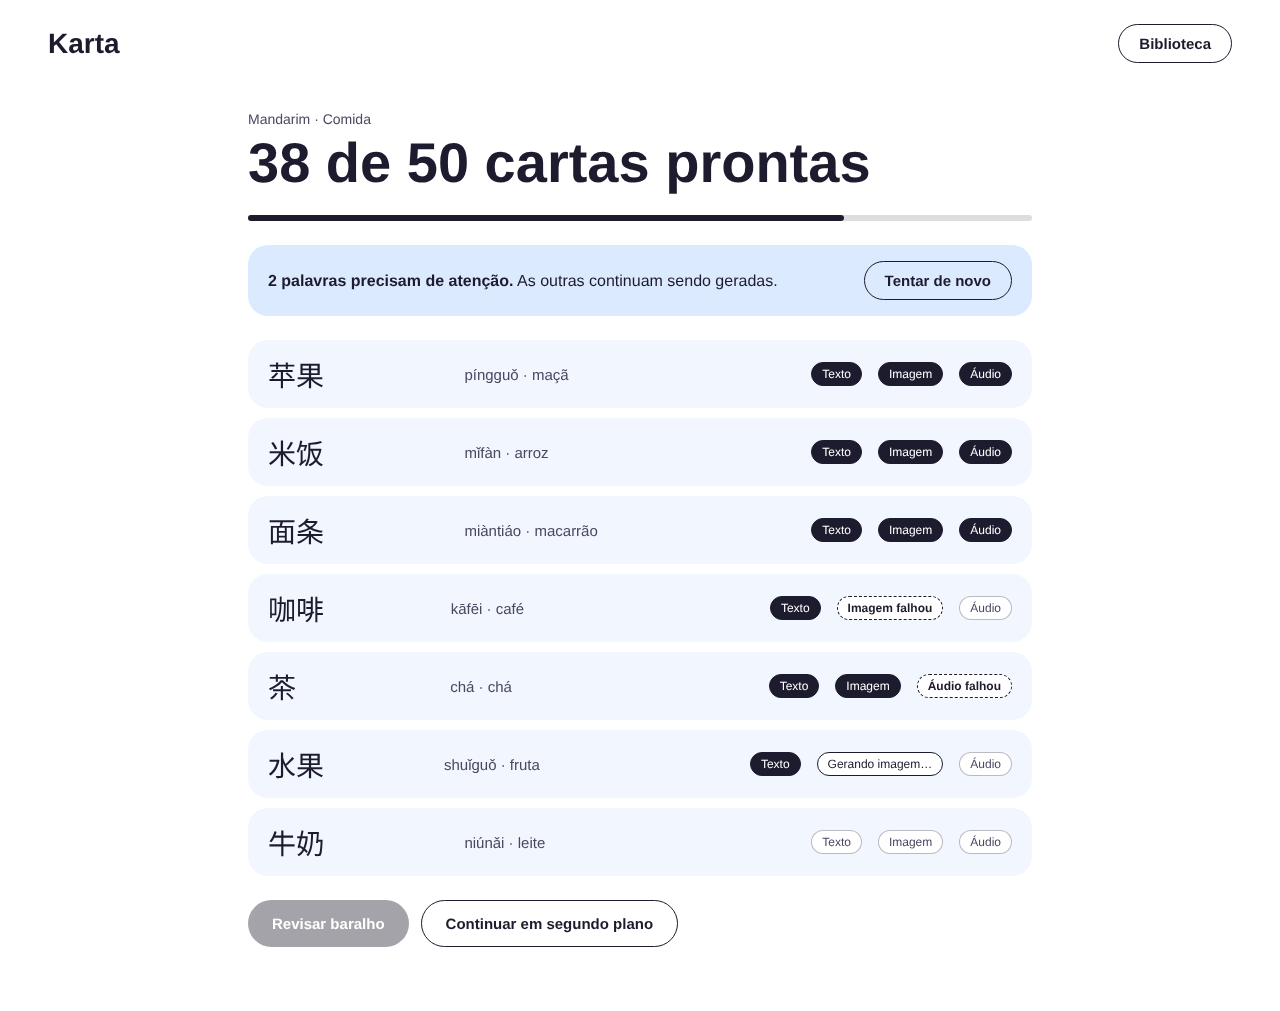 Karta
Biblioteca
Mandarim · Comida
38 de 50 cartas prontas
2 palavras precisam de atenção. As outras continuam sendo geradas.
Tentar de novo
苹果 píngguǒ · maçã Texto Imagem Áudio
米饭 mǐfàn · arroz Texto Imagem Áudio
面条 miàntiáo · macarrão Texto Imagem Áudio
咖啡 kāfēi · café Texto Imagem falhou Áudio
茶 chá · chá Texto Imagem Áudio falhou
水果 shuǐguǒ · fruta Texto Gerando imagem… Áudio
牛奶 niúnǎi · leite Texto Imagem Áudio
Revisar baralho Continuar em segundo plano